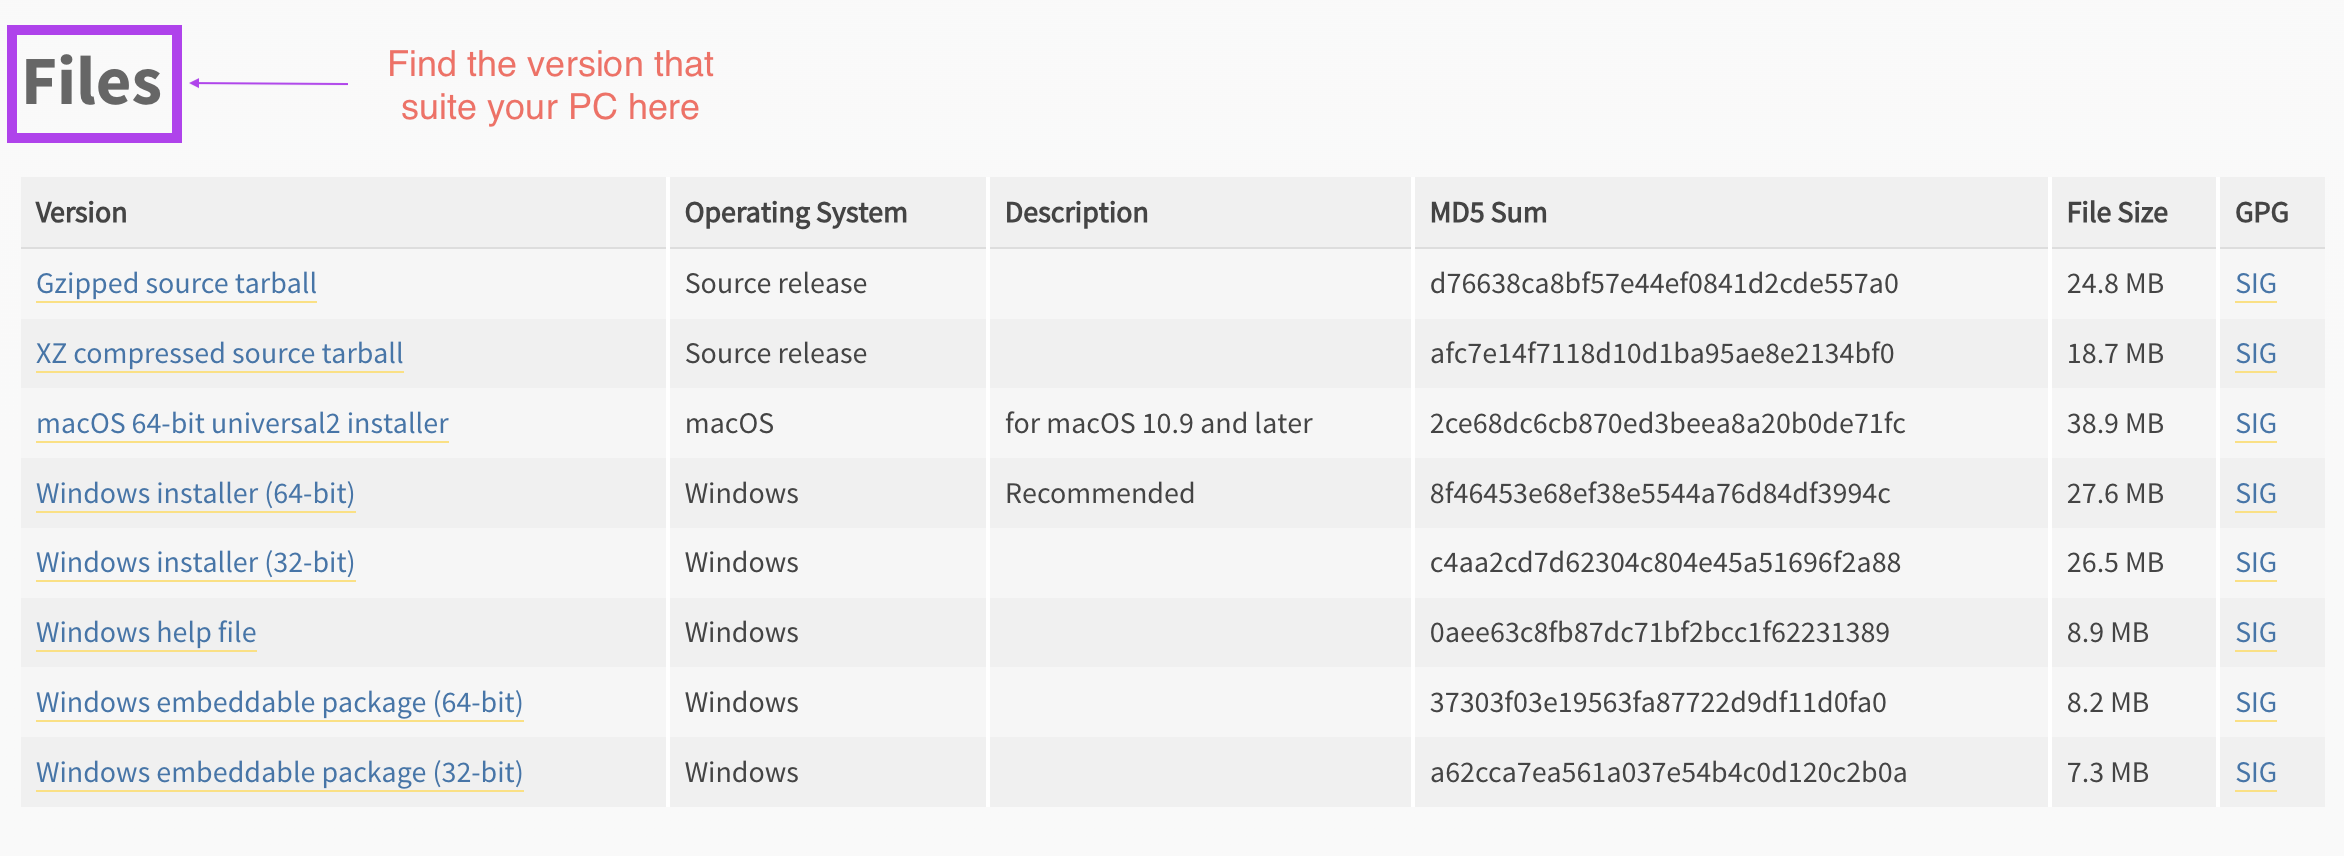 Files
Find the version that
suite your PC here
Version Operating System Description MD5 Sum File Size GPG
Gzipped source tarball Source release d76638ca8bf57e44ef0841d2cde557a0 24.8 MB SIG
XZ compressed source tarball Source release afc7e14f7118d10d1ba95ae8e2134bf0 18.7 MB SIG
macOS 64-bit universal2 installer macOS for macOS 10.9 and later 2ce68dc6cb870ed3beea8a20b0de71fc 38.9 MB SIG
Windows installer (64-bit) Windows Recommended 8f46453e68ef38e5544a76d84df3994c 27.6 MB SIG
Windows installer (32-bit) Windows c4aa2cd7d62304c804e45a51696f2a88 26.5 MB SIG
Windows help file Windows 0aee63c8fb87dc71bf2bcc1f62231389 8.9 MB SIG
Windows embeddable package (64-bit) Windows 37303f03e19563fa87722d9df11d0fa0 8.2 MB SIG
Windows embeddable package (32-bit) Windows a62cca7ea561a037e54b4c0d120c2b0a 7.3 MB SIG